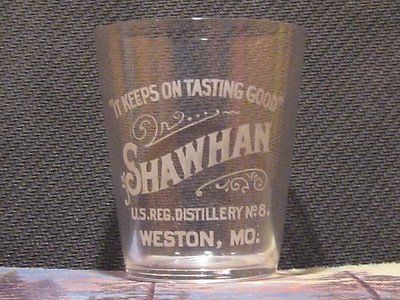 "IT KEEPS ON TASTING GOOD"
SHAWHAN
U.S. REG. DISTILLERY Nº 8.
WESTON, MO.